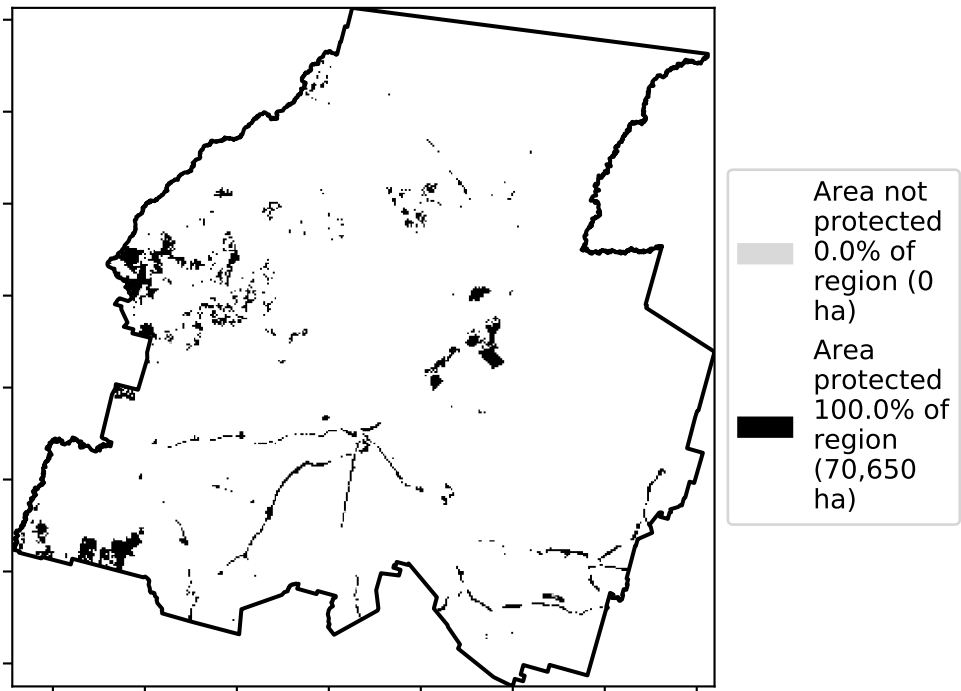 Area not
protected
0.0% of
region (0
ha)
Area
protected
100.0% of
region
(70,650
ha)